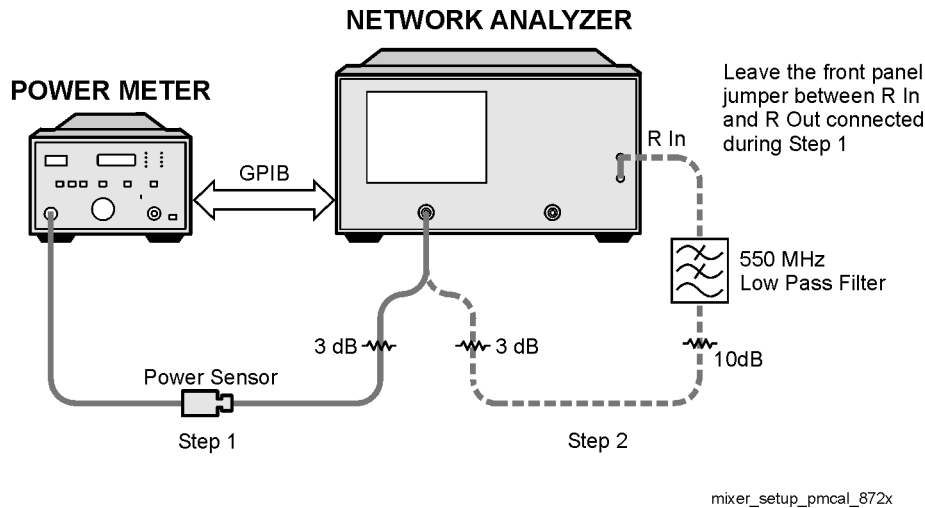 NETWORK ANALYZER
POWER METER
Leave the front panel
jumper between R In
and R Out connected
during Step 1
R In
GPIB
550 MHz
Low Pass Filter
3 dB
3 dB
10dB
Power Sensor
Step 1
Step 2
mixer_setup_pmcal_872x